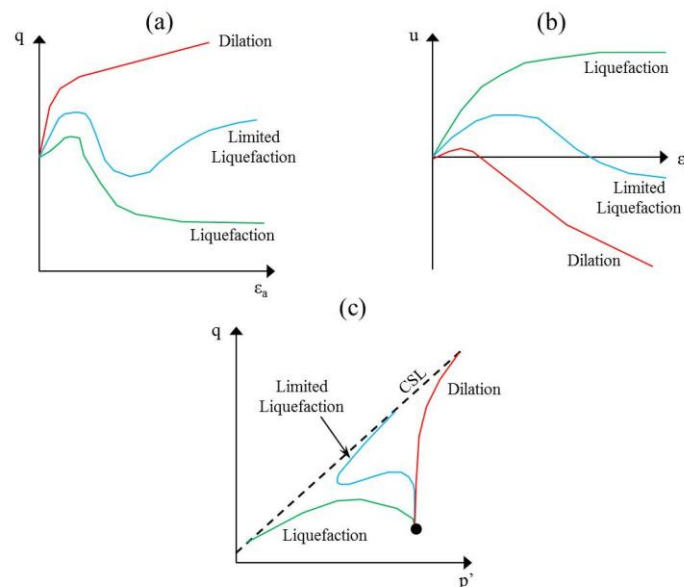 (a)
q
Dilation
Limited
Liquefaction
Liquefaction
εₐ
(b)
u
Liquefaction
ε
Limited
Liquefaction
Dilation
(c)
q
CSL
Limited
Liquefaction
Dilation
Liquefaction
p'